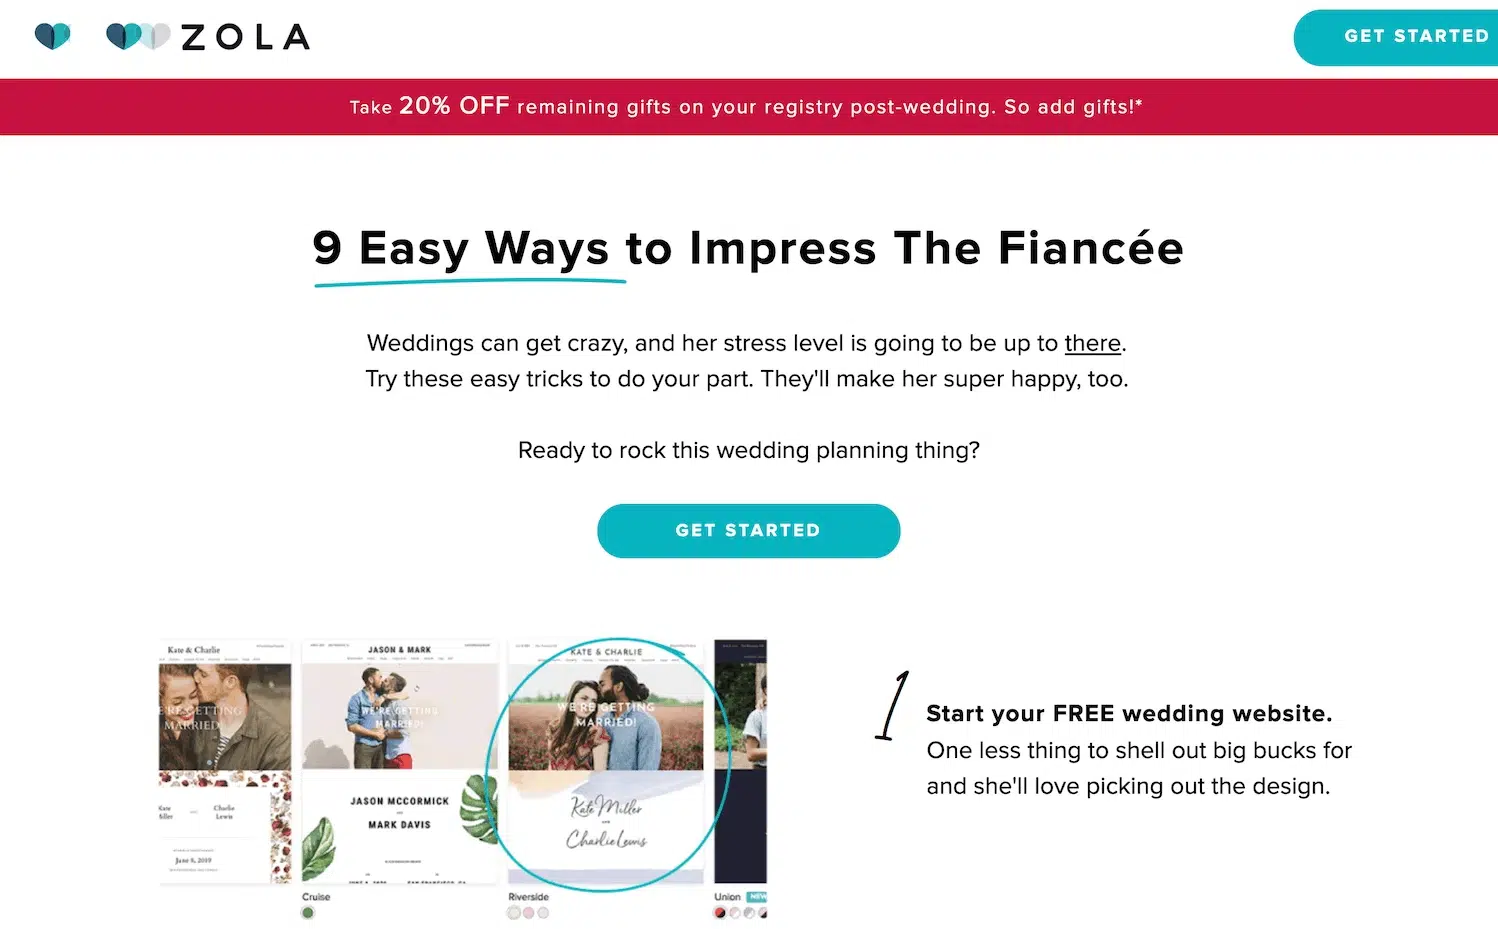 ZOLA
GET STARTED
Take 20% OFF remaining gifts on your registry post-wedding. So add gifts!*
9 Easy Ways to Impress The Fiancée
Weddings can get crazy, and her stress level is going to be up to there.
Try these easy tricks to do your part. They'll make her super happy, too.
Ready to rock this wedding planning thing?
GET STARTED
Kate & Charlie
WE'RE GETTING
MARRIED!
Kate
Charlie
Lewis
June 8, 2019
JASON & MARK
WE'RE GETTING
MARRIED!
JASON MCCORMICK
MARK DAVIS
Cruise
KATE & CHARLIE
WE'RE GETTING
MARRIED!
Kate Miller
Charlie Lewis
Riverside
Union NEW
1
Start your FREE wedding website.
One less thing to shell out big bucks for
and she'll love picking out the design.